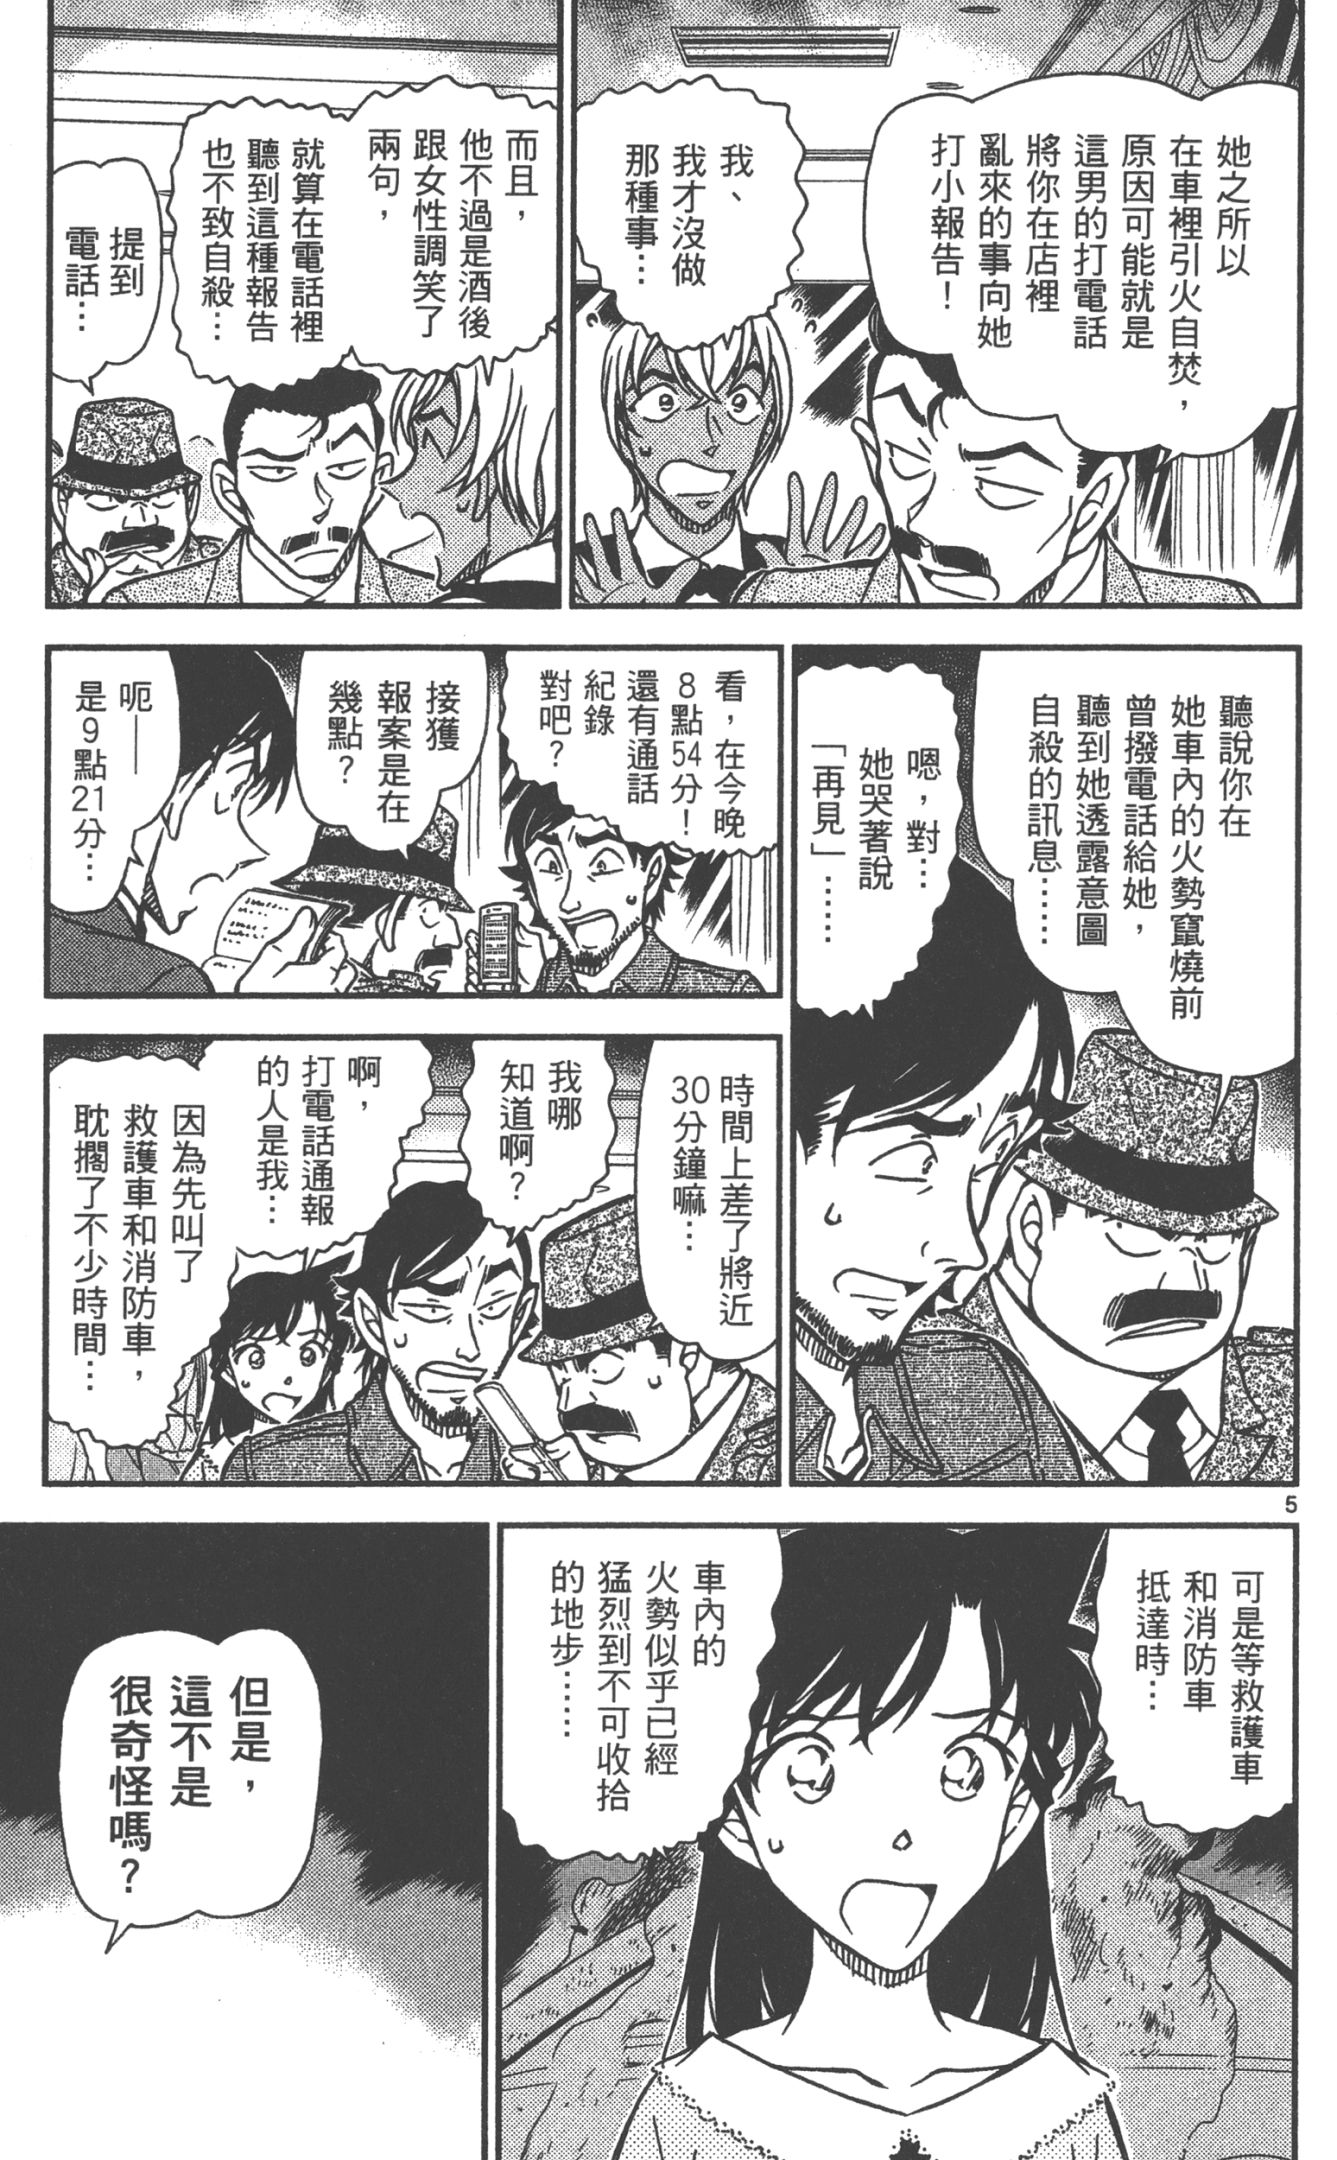 她之所以
在車裡引火自焚，
原因可能就是
這男的打電話
將你在店裡
亂來的事向她
打小報告！
我、
我才沒做
那種事…
而且，
他不過是酒後
跟女性調笑了
兩句，
就算在電話裡
聽到這種報告
也不致自殺…
提到
電話…
聽說你在
她車內的火勢竄燒前
曾撥電話給她，
聽到她透露意圖
自殺的訊息……
嗯，對…
她哭著說
「再見」……
看，在今晚
8點54分！
還有通話
紀錄
對吧？
接獲
報案是在
幾點？
呃——
是9點21分…
時間上差了將近
30分鐘嘛…
我哪
知道啊？
啊，
打電話通報
的人是我…
因為先叫了
救護車和消防車，
耽擱了不少時間…
5
可是等救護車
和消防車
抵達時…
車內的
火勢似乎已經
猛烈到不可收拾
的地步……
但是，
這不是
很奇怪嗎？